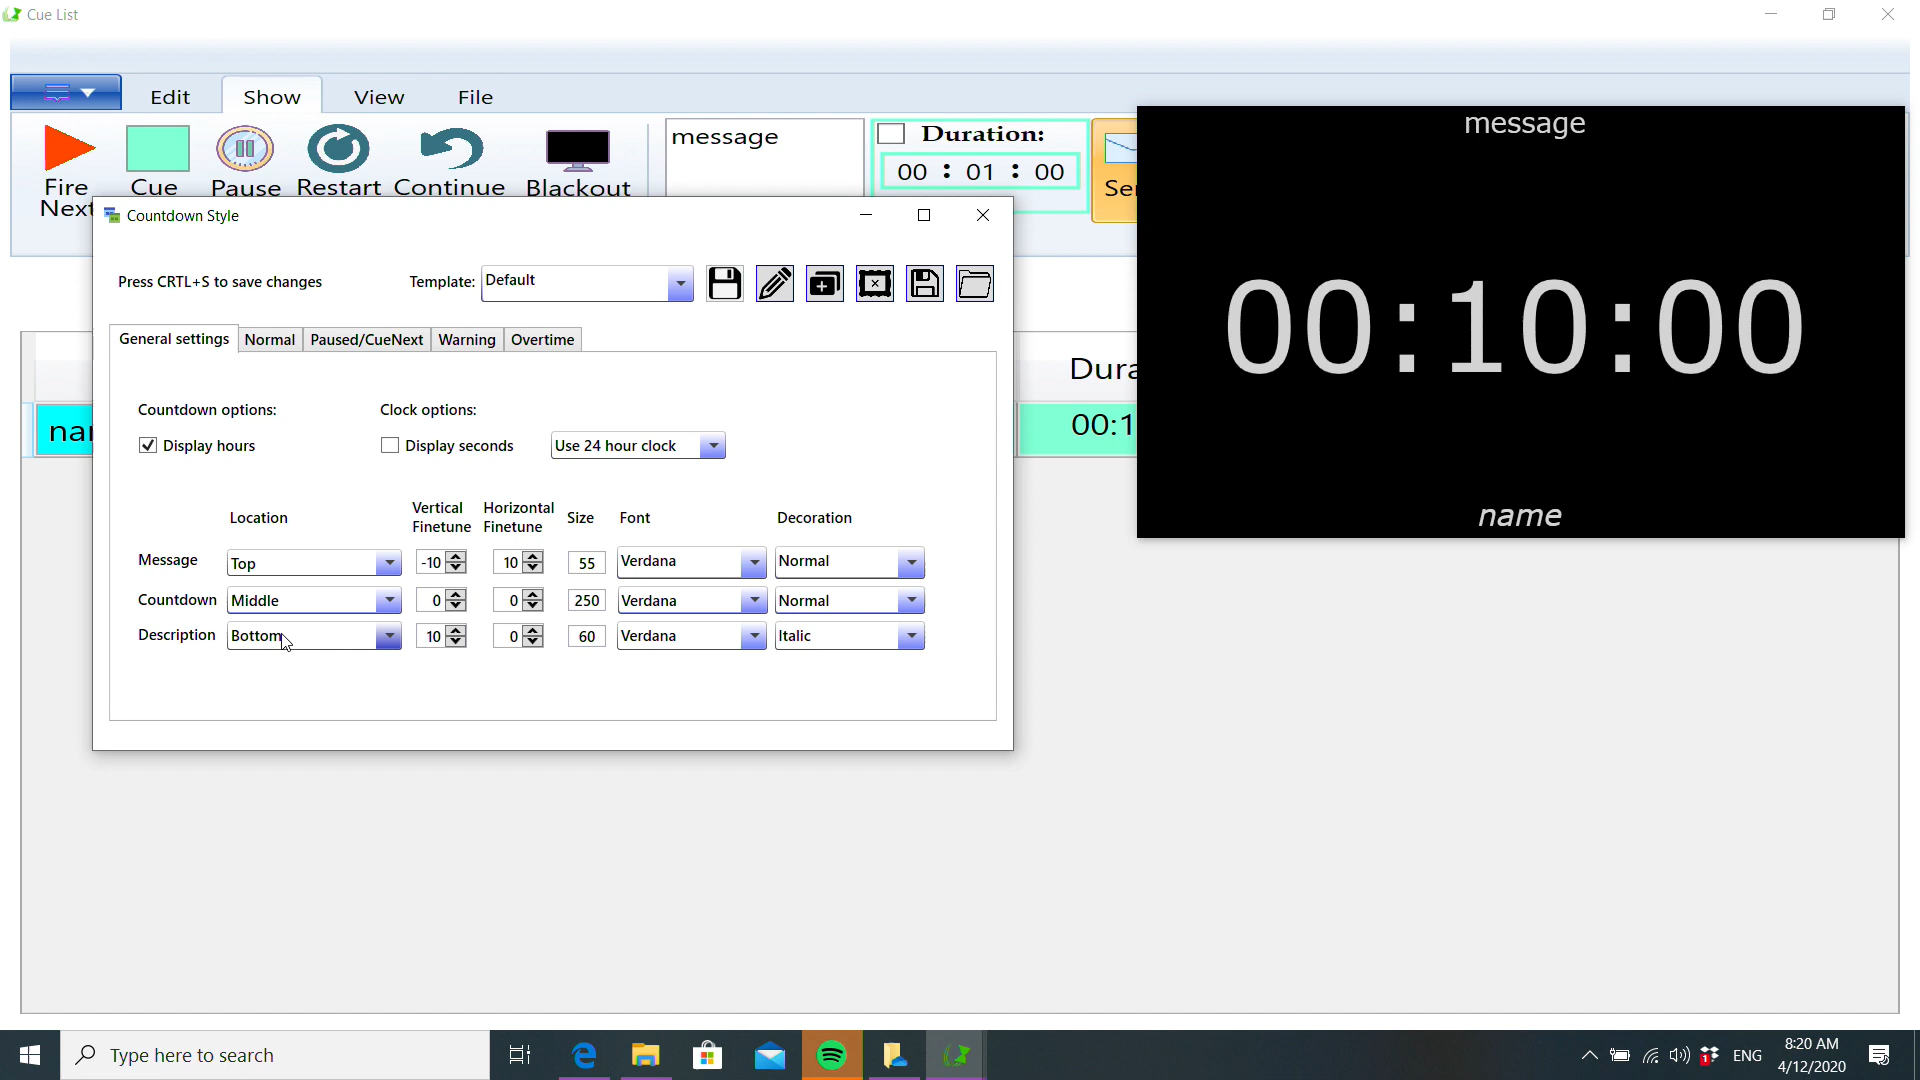 Cue List
Edit
Show
View
File
Fire
Next
Cue
Pause
Restart
Continue
Blackout
message
Duration:
00 : 01 : 00
message
00:10:00
name
Countdown Style
Press CRTL+S to save changes
Template:
Default
General settings
Normal
Paused/CueNext
Warning
Overtime
Countdown options:
Clock options:
Display hours
Display seconds
Use 24 hour clock
Location
Vertical
Finetune
Horizontal
Finetune
Size
Font
Decoration
Message
Top
-10
10
55
Verdana
Normal
Countdown
Middle
0
0
250
Verdana
Normal
Description
Bottom
10
0
60
Verdana
Italic
Type here to search
1
ENG
8:20 AM
4/12/2020